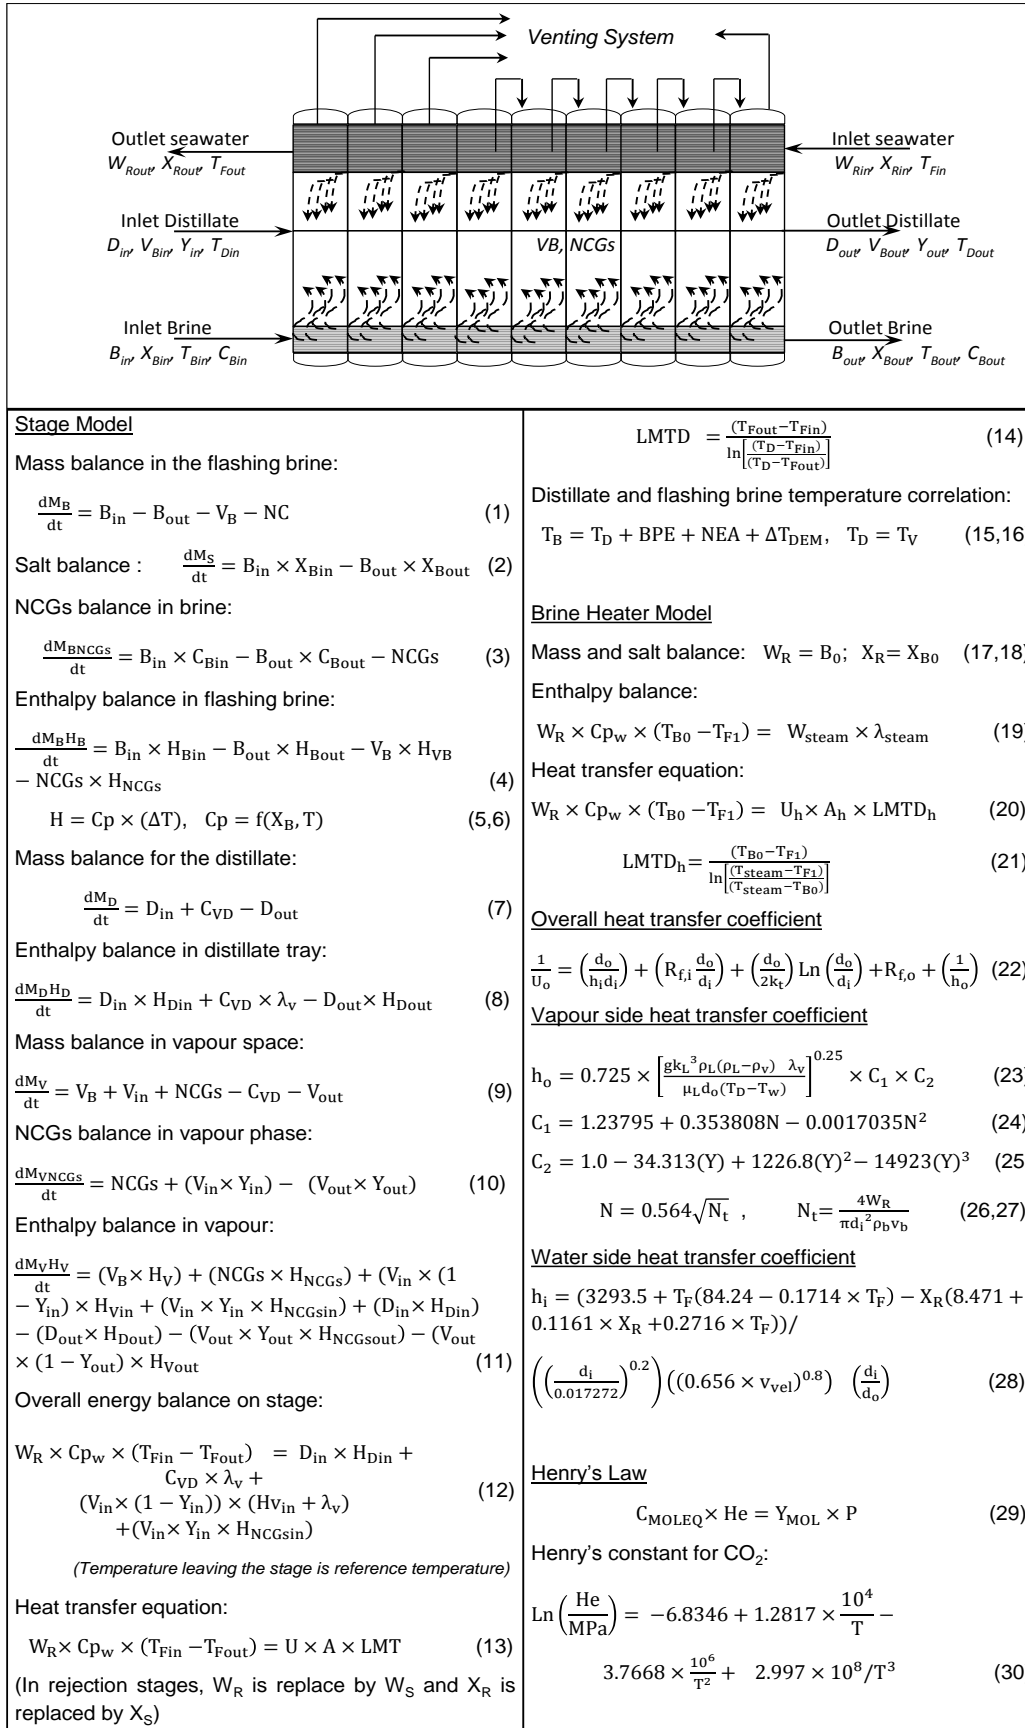 Venting System
Outlet seawater
W_Rout, X_Rout, T_Fout
Inlet seawater
W_Rin, X_Rin, T_Fin
Inlet Distillate
D_in, V_Bin, Y_in, T_Din
VB, NCGs
Outlet Distillate
D_out, V_Bout, Y_out, T_Dout
Inlet Brine
B_in, X_Bin, T_Bin, C_Bin
Outlet Brine
B_out, X_Bout, T_Bout, C_Bout
Stage Model
Mass balance in the flashing brine:
dM_B/dt = B_in − B_out − V_B − NC (1)
Salt balance : dM_S/dt = B_in × X_Bin − B_out × X_Bout (2)
NCGs balance in brine:
dM_BNCGs/dt = B_in × C_Bin − B_out × C_Bout − NCGs (3)
Enthalpy balance in flashing brine:
dM_BH_B/dt = B_in × H_Bin − B_out × H_Bout − V_B × H_VB
− NCGs × H_NCGs (4)
H = Cp × (ΔT), Cp = f(X_B, T) (5,6)
Mass balance for the distillate:
dM_D/dt = D_in + C_VD − D_out (7)
Enthalpy balance in distillate tray:
dM_DH_D/dt = D_in × H_Din + C_VD × λ_v − D_out × H_Dout (8)
Mass balance in vapour space:
dM_V/dt = V_B + V_in + NCGs − C_VD − V_out (9)
NCGs balance in vapour phase:
dM_VNCGs/dt = NCGs + (V_in × Y_in) − (V_out × Y_out) (10)
Enthalpy balance in vapour:
dM_VH_V/dt = (V_B × H_V) + (NCGs × H_NCGs) + (V_in × (1
− Y_in) × H_Vin + (V_in × Y_in × H_NCGsin) + (D_in × H_Din)
− (D_out × H_Dout) − (V_out × Y_out × H_NCGsout) − (V_out
× (1 − Y_out) × H_Vout (11)
Overall energy balance on stage:
W_R × Cp_w × (T_Fin − T_Fout) = D_in × H_Din +
C_VD × λ_v +
(V_in × (1 − Y_in)) × (Hv_in + λ_v) (12)
+(V_in × Y_in × H_NCGsin)
(Temperature leaving the stage is reference temperature)
Heat transfer equation:
W_R × Cp_w × (T_Fin − T_Fout) = U × A × LMT (13)
(In rejection stages, W_R is replace by W_S and X_R is
replaced by X_S)
LMTD = (T_Fout − T_Fin) / ln[(T_D − T_Fin)/(T_D − T_Fout)] (14)
Distillate and flashing brine temperature correlation:
T_B = T_D + BPE + NEA + ΔT_DEM, T_D = T_V (15,16
Brine Heater Model
Mass and salt balance: W_R = B_0; X_R = X_B0 (17,18)
Enthalpy balance:
W_R × Cp_w × (T_B0 − T_F1) = W_steam × λ_steam (19)
Heat transfer equation:
W_R × Cp_w × (T_B0 − T_F1) = U_h × A_h × LMTD_h (20)
LMTD_h = (T_B0 − T_F1) / ln[(T_steam − T_F1)/(T_steam − T_B0)] (21)
Overall heat transfer coefficient
1/U_o = (d_o/(h_i d_i)) + (R_f,i d_o/d_i) + (d_o/(2k_t)) Ln (d_o/d_i) + R_f,o + (1/h_o) (22)
Vapour side heat transfer coefficient
h_o = 0.725 × [gk_L^3 ρ_L(ρ_L−ρ_v) λ_v / (μ_L d_o(T_D−T_w))]^0.25 × C_1 × C_2 (23)
C_1 = 1.23795 + 0.353808N − 0.0017035N^2 (24)
C_2 = 1.0 − 34.313(Y) + 1226.8(Y)^2 − 14923(Y)^3 (25
N = 0.564√N_t , N_t = 4W_R/(πd_i^2 ρ_b v_b) (26,27)
Water side heat transfer coefficient
h_i = (3293.5 + T_F(84.24 − 0.1714 × T_F) − X_R(8.471 +
0.1161 × X_R + 0.2716 × T_F))/
((d_i/0.017272)^0.2) ((0.656 × v_vel)^0.8) (d_i/d_o) (28)
Henry's Law
C_MOLEQ × He = Y_MOL × P (29)
Henry's constant for CO₂:
Ln (He/MPa) = −6.8346 + 1.2817 × 10^4/T −
3.7668 × 10^6/T^2 + 2.997 × 10^8/T^3 (30